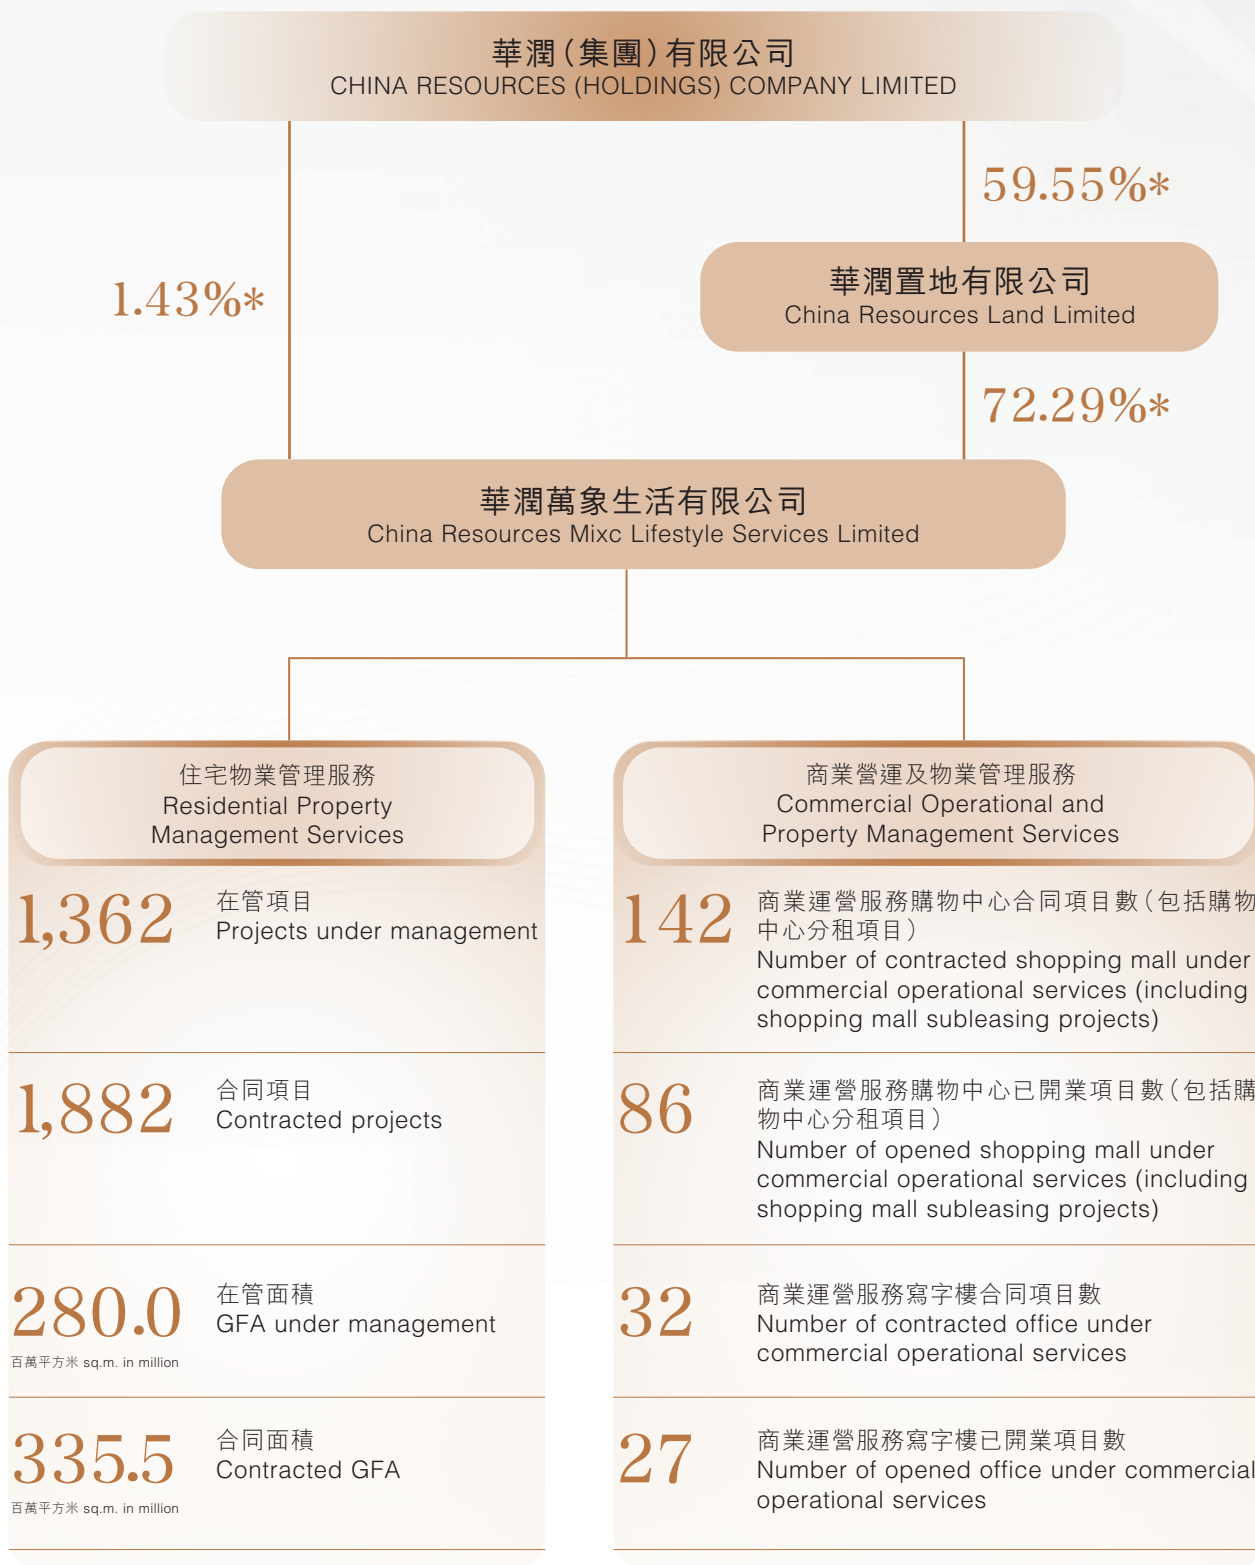 華潤（集團）有限公司
CHINA RESOURCES (HOLDINGS) COMPANY LIMITED
59.55%*
1.43%*
華潤置地有限公司
China Resources Land Limited
72.29%*
華潤萬象生活有限公司
China Resources Mixc Lifestyle Services Limited
住宅物業管理服務
Residential Property
Management Services
1,362
在管項目
Projects under management
1,882
合同項目
Contracted projects
280.0
百萬平方米 sq.m. in million
在管面積
GFA under management
335.5
百萬平方米 sq.m. in million
合同面積
Contracted GFA
商業營運及物業管理服務
Commercial Operational and
Property Management Services
142
商業運營服務購物中心合同項目數（包括購物
中心分租項目）
Number of contracted shopping mall under
commercial operational services (including
shopping mall subleasing projects)
86
商業運營服務購物中心已開業項目數（包括購
物中心分租項目）
Number of opened shopping mall under
commercial operational services (including
shopping mall subleasing projects)
32
商業運營服務寫字樓合同項目數
Number of contracted office under
commercial operational services
27
商業運營服務寫字樓已開業項目數
Number of opened office under commercial
operational services